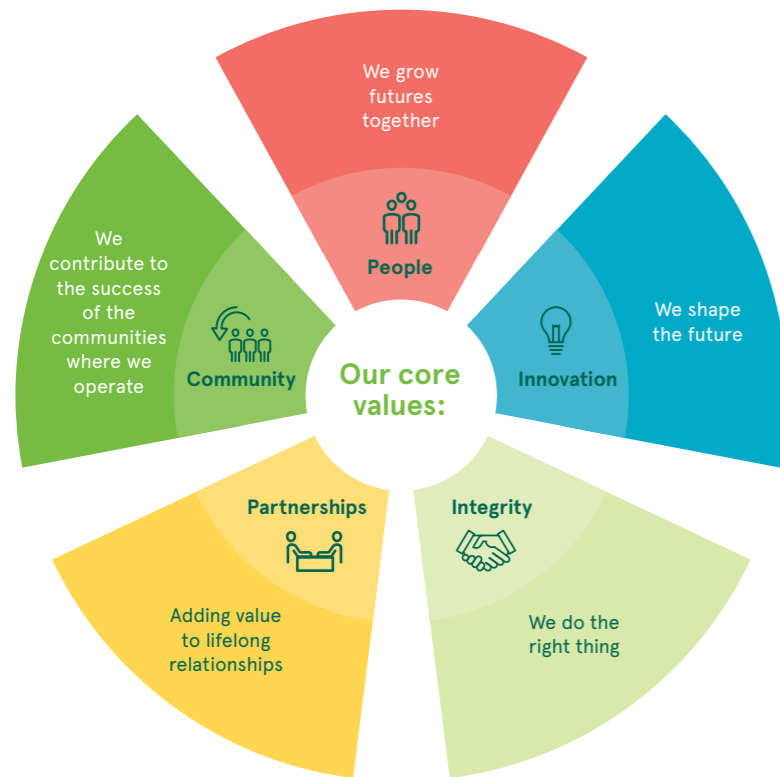 We grow
futures
together
People
We shape
the future
Innovation
We do the
right thing
Integrity
Adding value
to lifelong
relationships
Partnerships
We
contribute to
the success
of the
communities
where we
operate
Community
Our core
values: